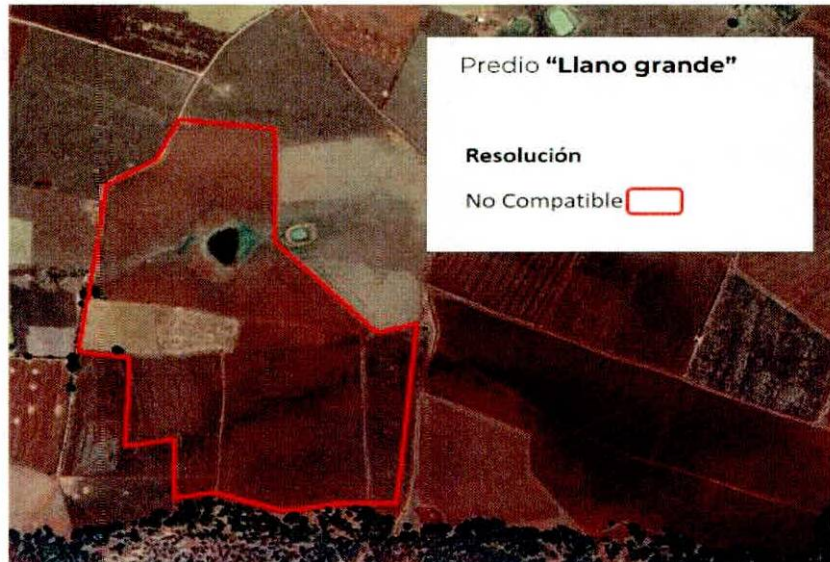 Predio “Llano grande”
Resolución
No Compatible